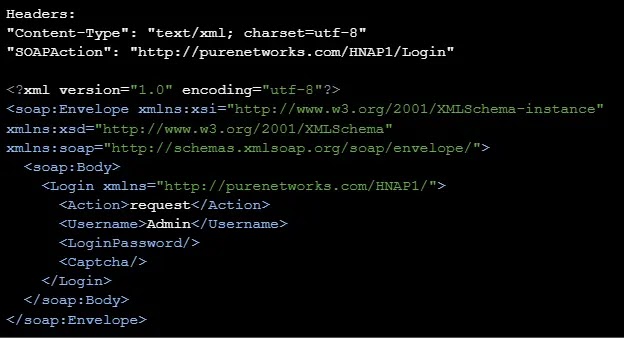 Headers:
"Content-Type": "text/xml; charset=utf-8"
"SOAPAction": "http://purenetworks.com/HNAP1/Login"
<?xml version="1.0" encoding="utf-8"?>
<soap:Envelope xmlns:xsi="http://www.w3.org/2001/XMLSchema-instance"
xmlns:xsd="http://www.w3.org/2001/XMLSchema"
xmlns:soap="http://schemas.xmlsoap.org/soap/envelope/">
<soap:Body>
<Login xmlns="http://purenetworks.com/HNAP1/">
<Action>request</Action>
<Username>Admin</Username>
<LoginPassword/>
<Captcha/>
</Login>
</soap:Body>
</soap:Envelope>